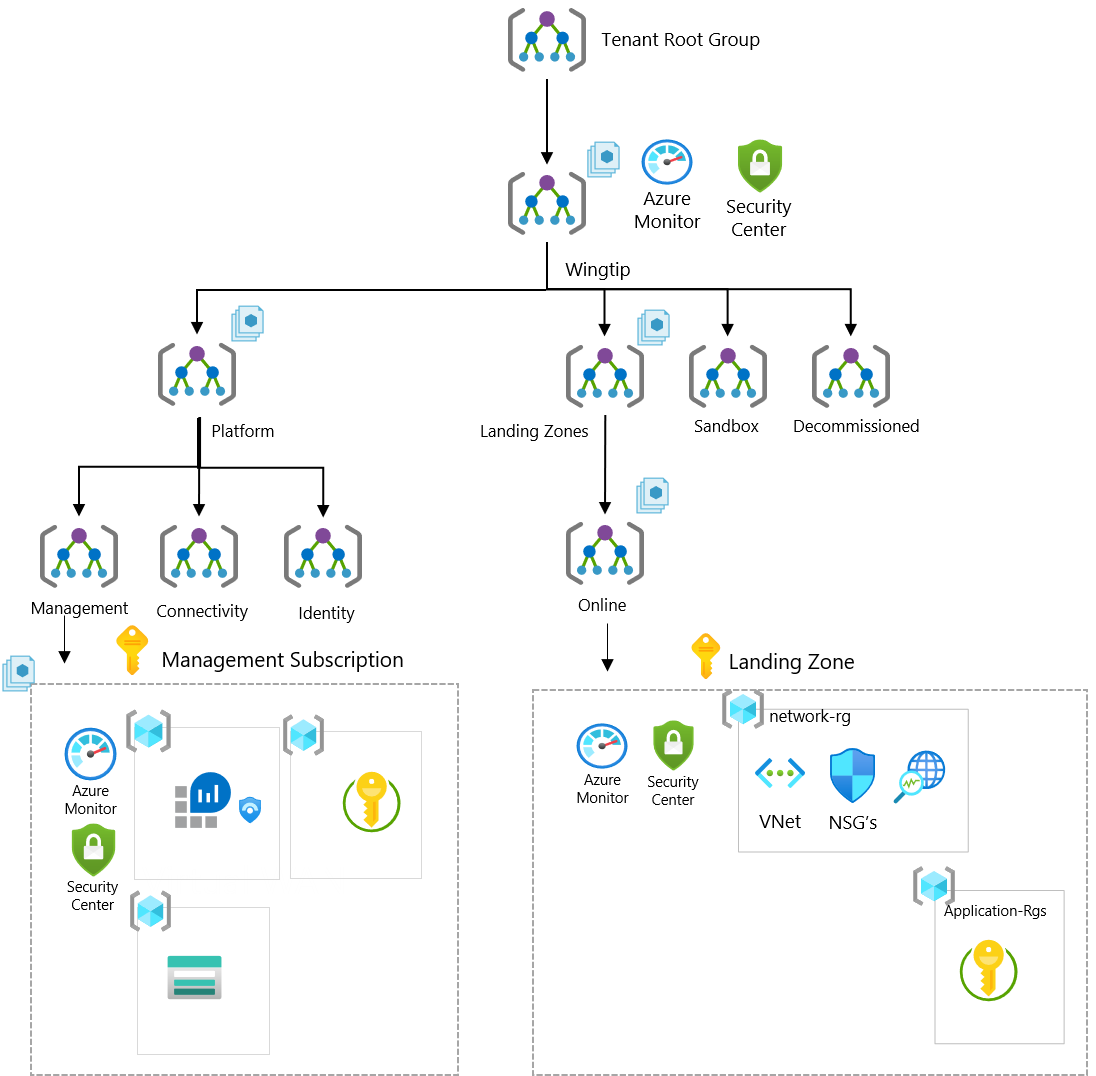 Tenant Root Group
Azure
Monitor
Security
Center
Wingtip
Platform
Landing Zones
Sandbox
Decommissioned
Management
Connectivity
Identity
Online
Management Subscription
Landing Zone
Azure
Monitor
Security
Center
network-rg
Azure
Monitor
Security
Center
VNet
NSG's
Application-Rgs